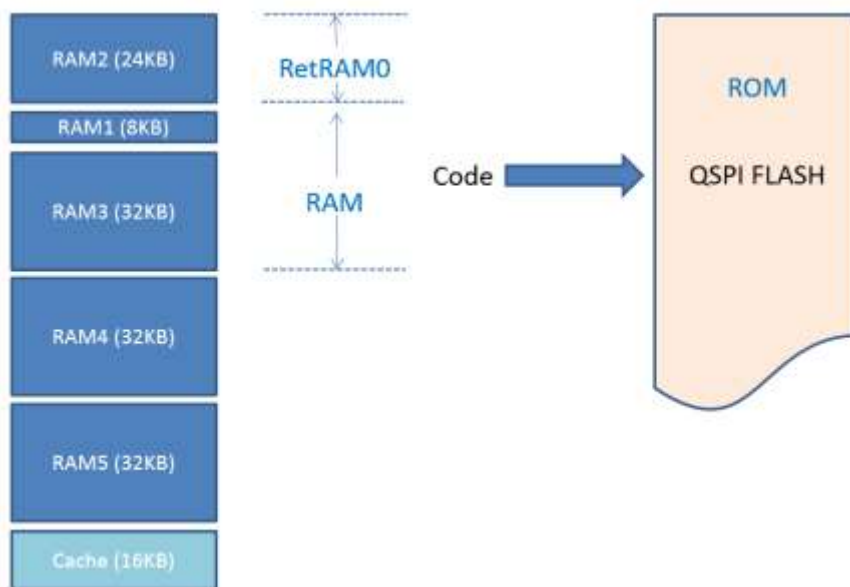 RAM2 (24KB)
RAM1 (8KB)
RAM3 (32KB)
RAM4 (32KB)
RAM5 (32KB)
Cache (16KB)
RetRAM0
RAM
Code
ROM
QSPI FLASH